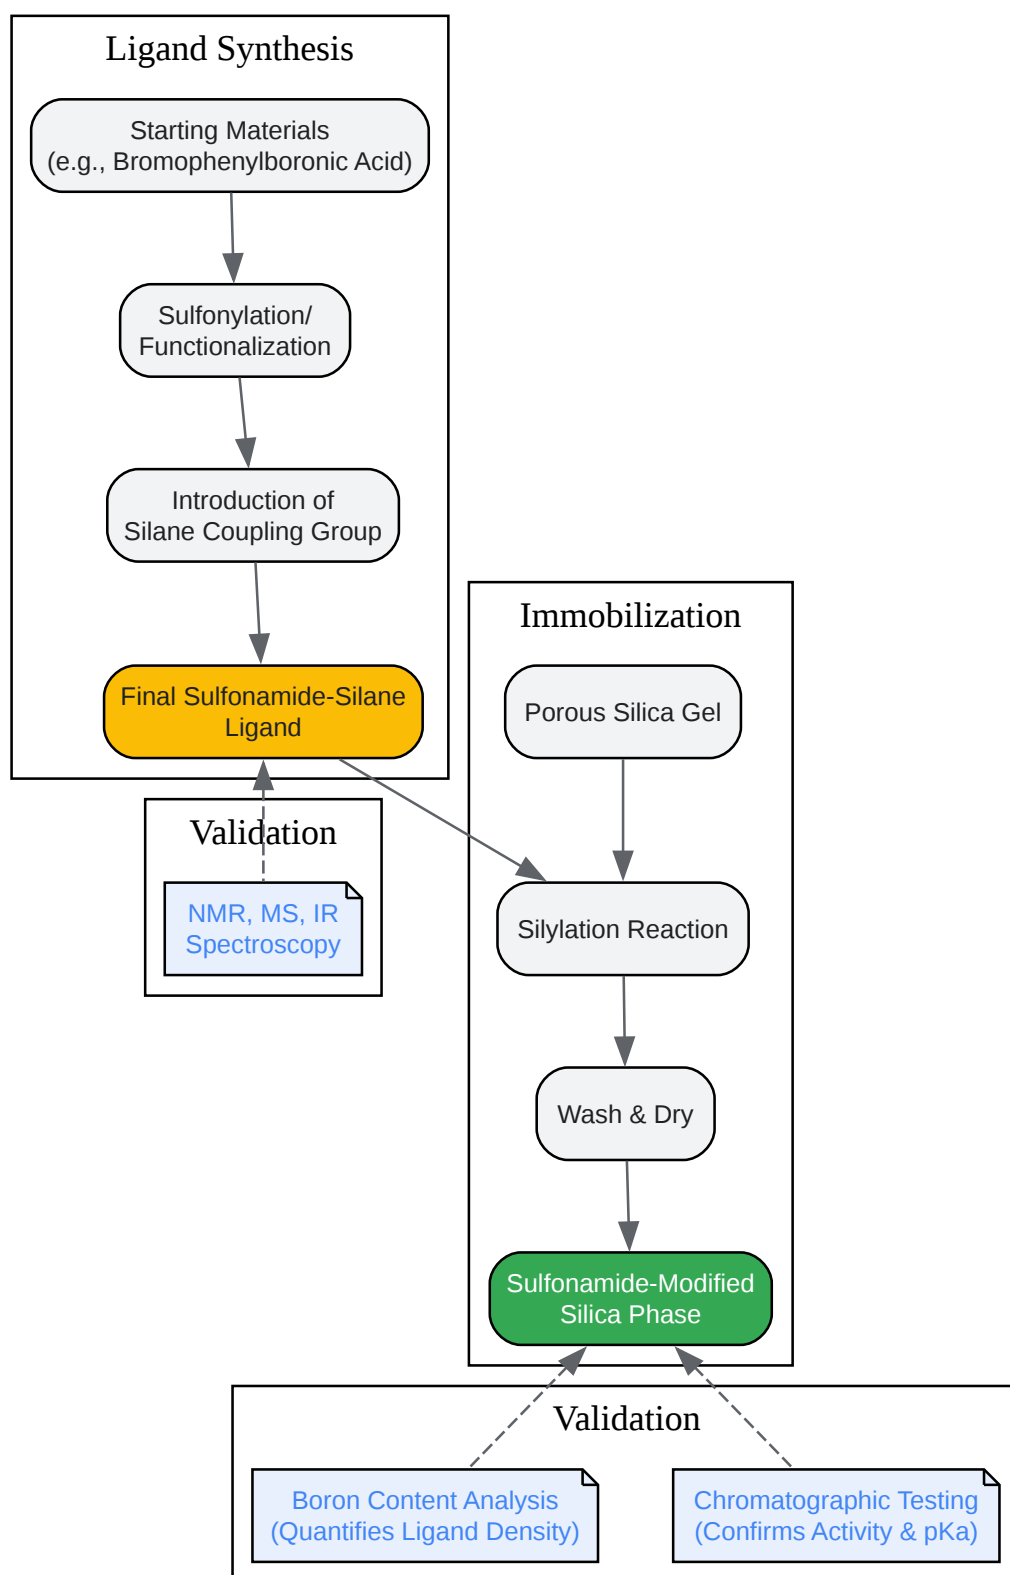 Ligand Synthesis
Starting Materials
(e.g., Bromophenylboronic Acid)
Sulfonylation/
Functionalization
Introduction of
Silane Coupling Group
Final Sulfonamide-Silane
Ligand
Validation
NMR, MS, IR
Spectroscopy
Immobilization
Porous Silica Gel
Silylation Reaction
Wash & Dry
Sulfonamide-Modified
Silica Phase
Validation
Boron Content Analysis
(Quantifies Ligand Density)
Chromatographic Testing
(Confirms Activity & pKa)